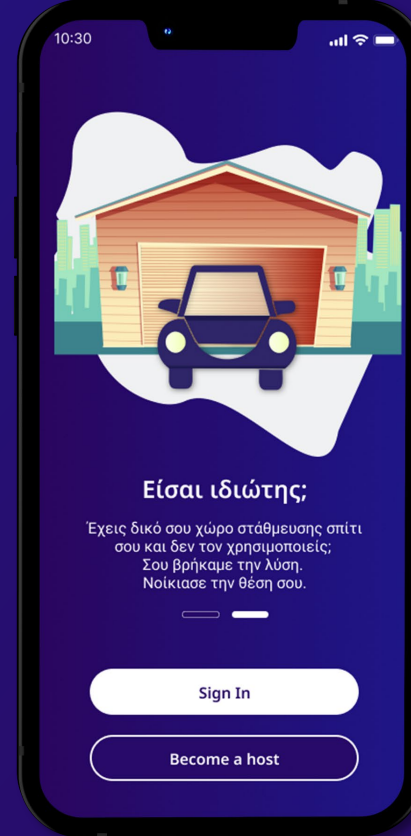 10:30
Είσαι ιδιώτης;
Έχεις δικό σου χώρο στάθμευσης σπίτι
σου και δεν τον χρησιμοποιείς;
Σου βρήκαμε την λύση.
Νοίκιασε την θέση σου.
Sign In
Become a host